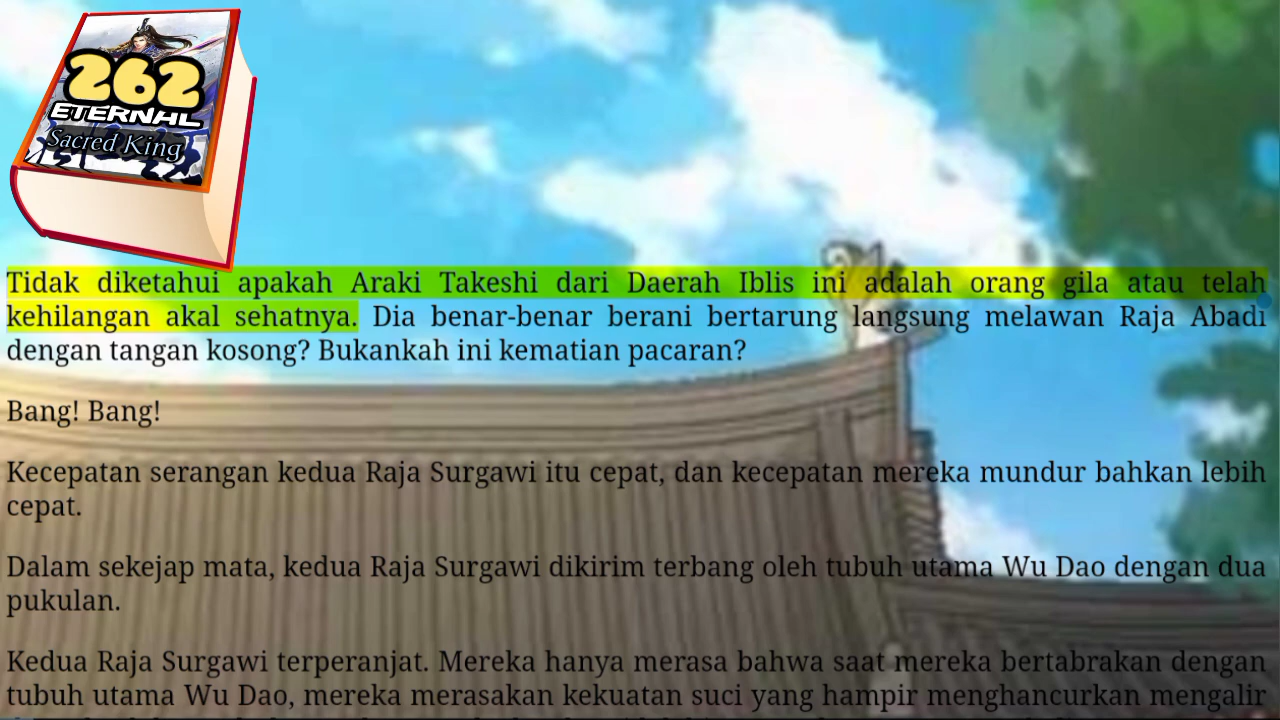 262
ETERNAL
Sacred King
Tidak diketahui apakah Araki Takeshi dari Daerah Iblis ini adalah orang gila atau telah
kehilangan akal sehatnya. Dia benar-benar berani bertarung langsung melawan Raja Abadi
dengan tangan kosong? Bukankah ini kematian pacaran?
Bang! Bang!
Kecepatan serangan kedua Raja Surgawi itu cepat, dan kecepatan mereka mundur bahkan lebih
cepat.
Dalam sekejap mata, kedua Raja Surgawi dikirim terbang oleh tubuh utama Wu Dao dengan dua
pukulan.
Kedua Raja Surgawi terperanjat. Mereka hanya merasa bahwa saat mereka bertabrakan dengan
tubuh utama Wu Dao, mereka merasakan kekuatan suci yang hampir menghancurkan mengalir